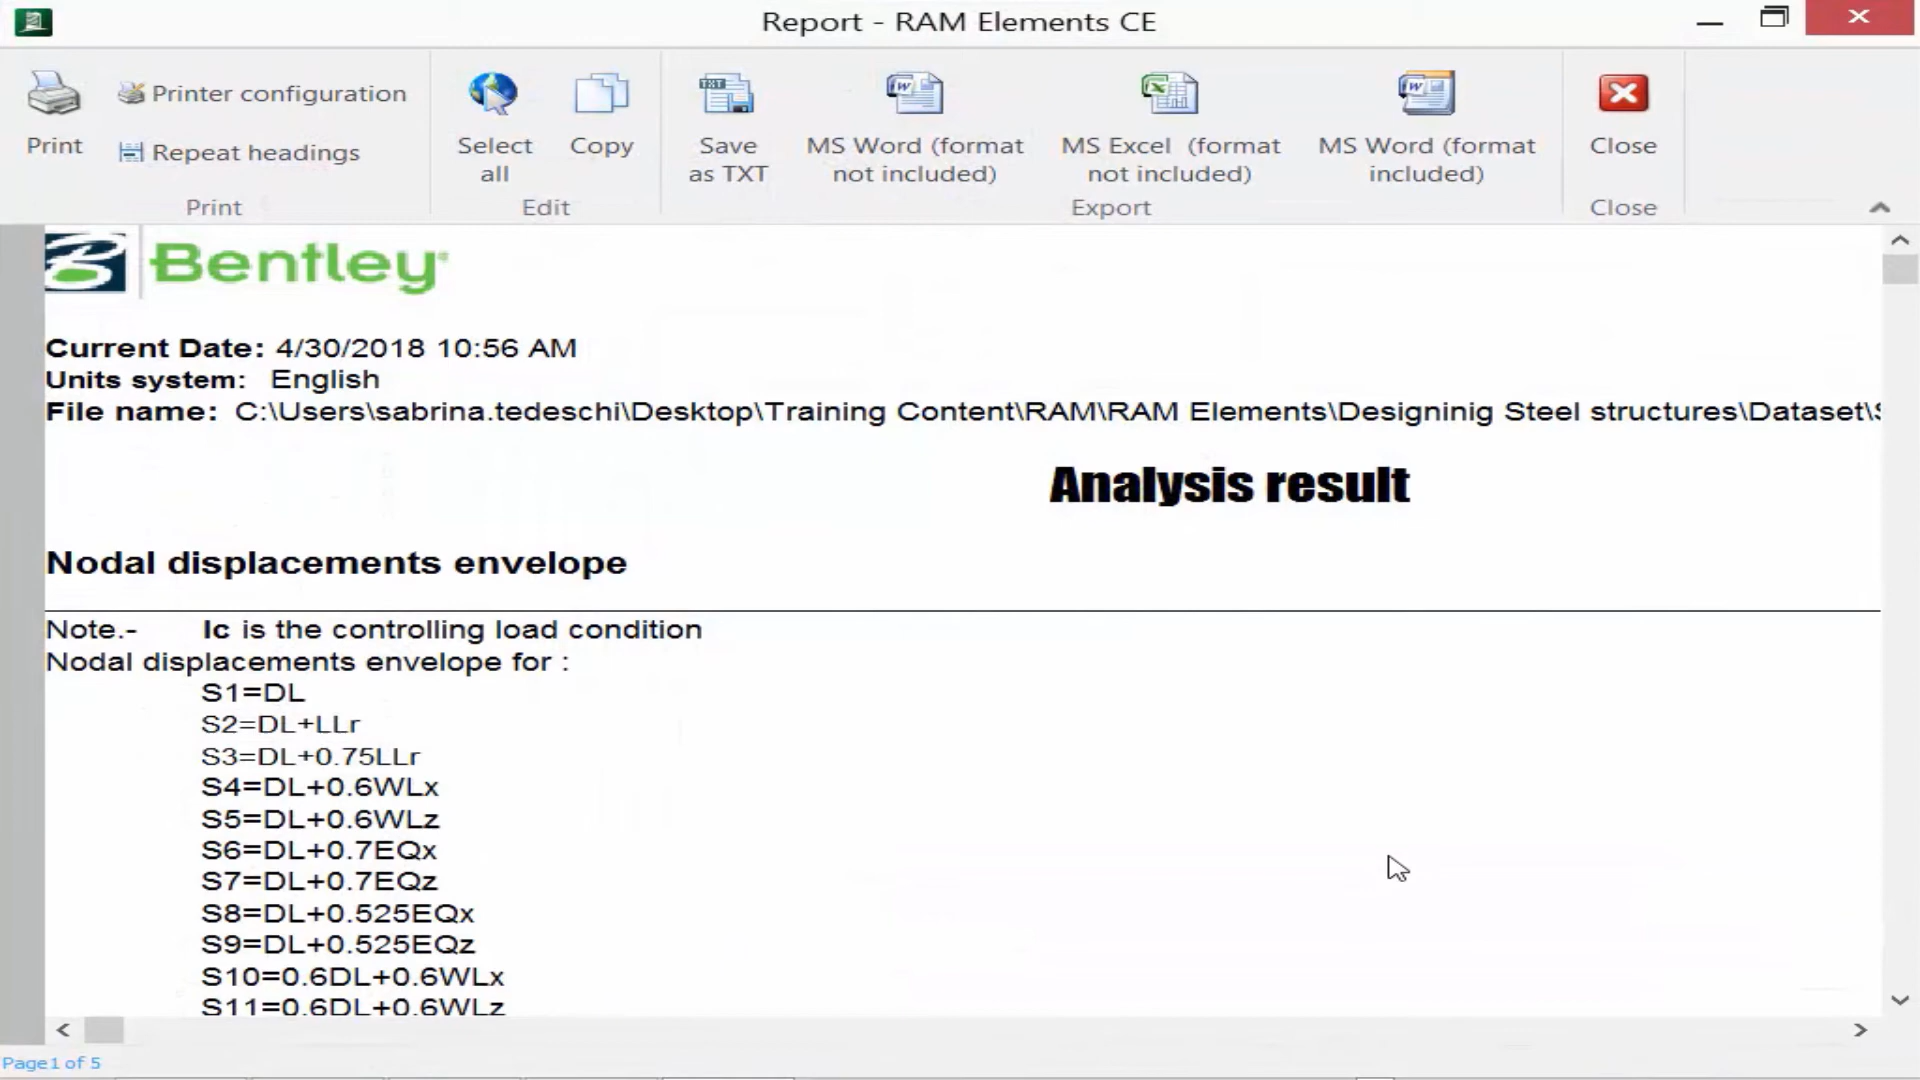 Report - RAM Elements CE
Print
Printer configuration
Repeat headings
Print
Select all
Copy
Edit
TXT
Save as TXT
MS Word (format not included)
MS Excel (format not included)
MS Word (format included)
Export
Close
Close
Bentley®
Current Date: 4/30/2018 10:56 AM
Units system: English
File name: C:\Users\sabrina.tedeschi\Desktop\Training Content\RAM\RAM Elements\Designinig Steel structures\Dataset\S
Analysis result
Nodal displacements envelope
Note.- lc is the controlling load condition
Nodal displacements envelope for :
S1=DL
S2=DL+LLr
S3=DL+0.75LLr
S4=DL+0.6WLx
S5=DL+0.6WLz
S6=DL+0.7EQx
S7=DL+0.7EQz
S8=DL+0.525EQx
S9=DL+0.525EQz
S10=0.6DL+0.6WLx
S11=0.6DL+0.6WLz
Page1 of 5